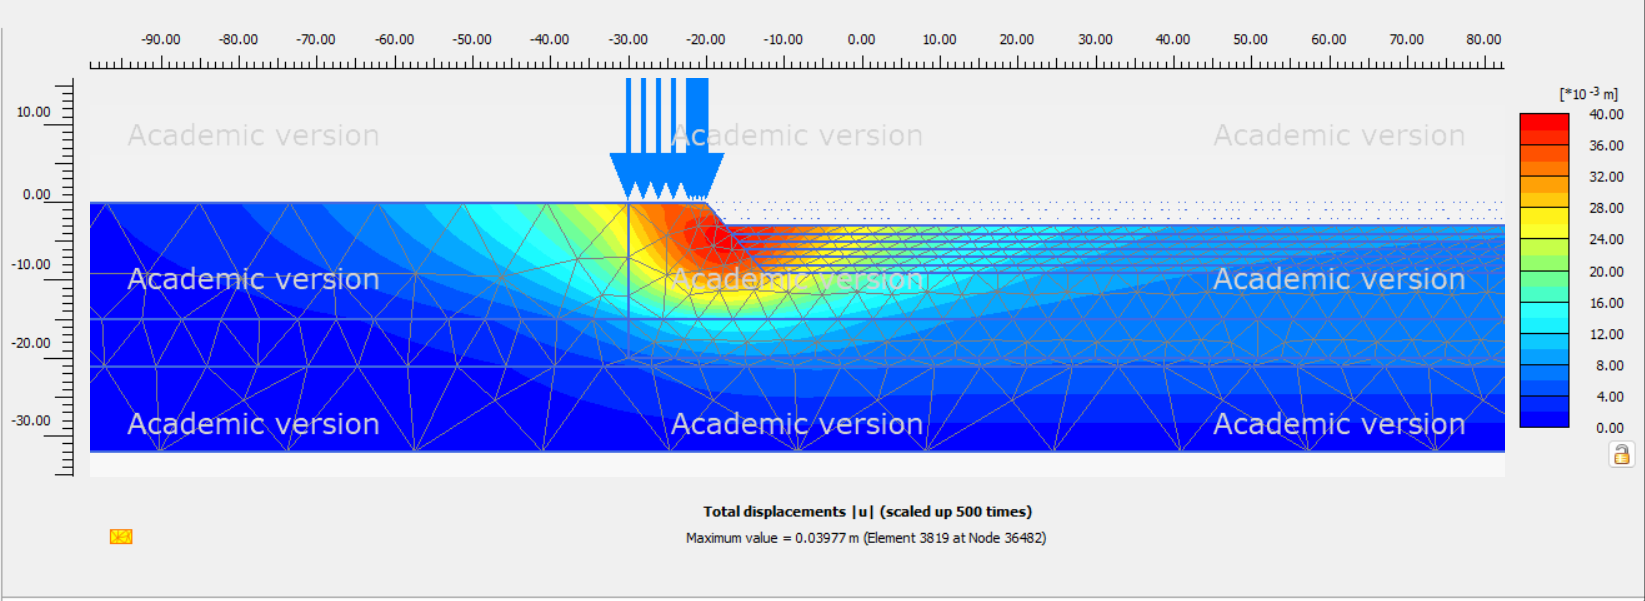 -90.00 -80.00 -70.00 -60.00 -50.00 -40.00 -30.00 -20.00 -10.00 0.00 10.00 20.00 30.00 40.00 50.00 60.00 70.00 80.00
[*10 -3 m]
10.00
0.00
-10.00
-20.00
-30.00
Academic version Academic version Academic version
Academic version Academic version Academic version
Academic version Academic version Academic version
40.00
36.00
32.00
28.00
24.00
20.00
16.00
12.00
8.00
4.00
0.00
Total displacements |u| (scaled up 500 times)
Maximum value = 0.03977 m (Element 3819 at Node 36482)